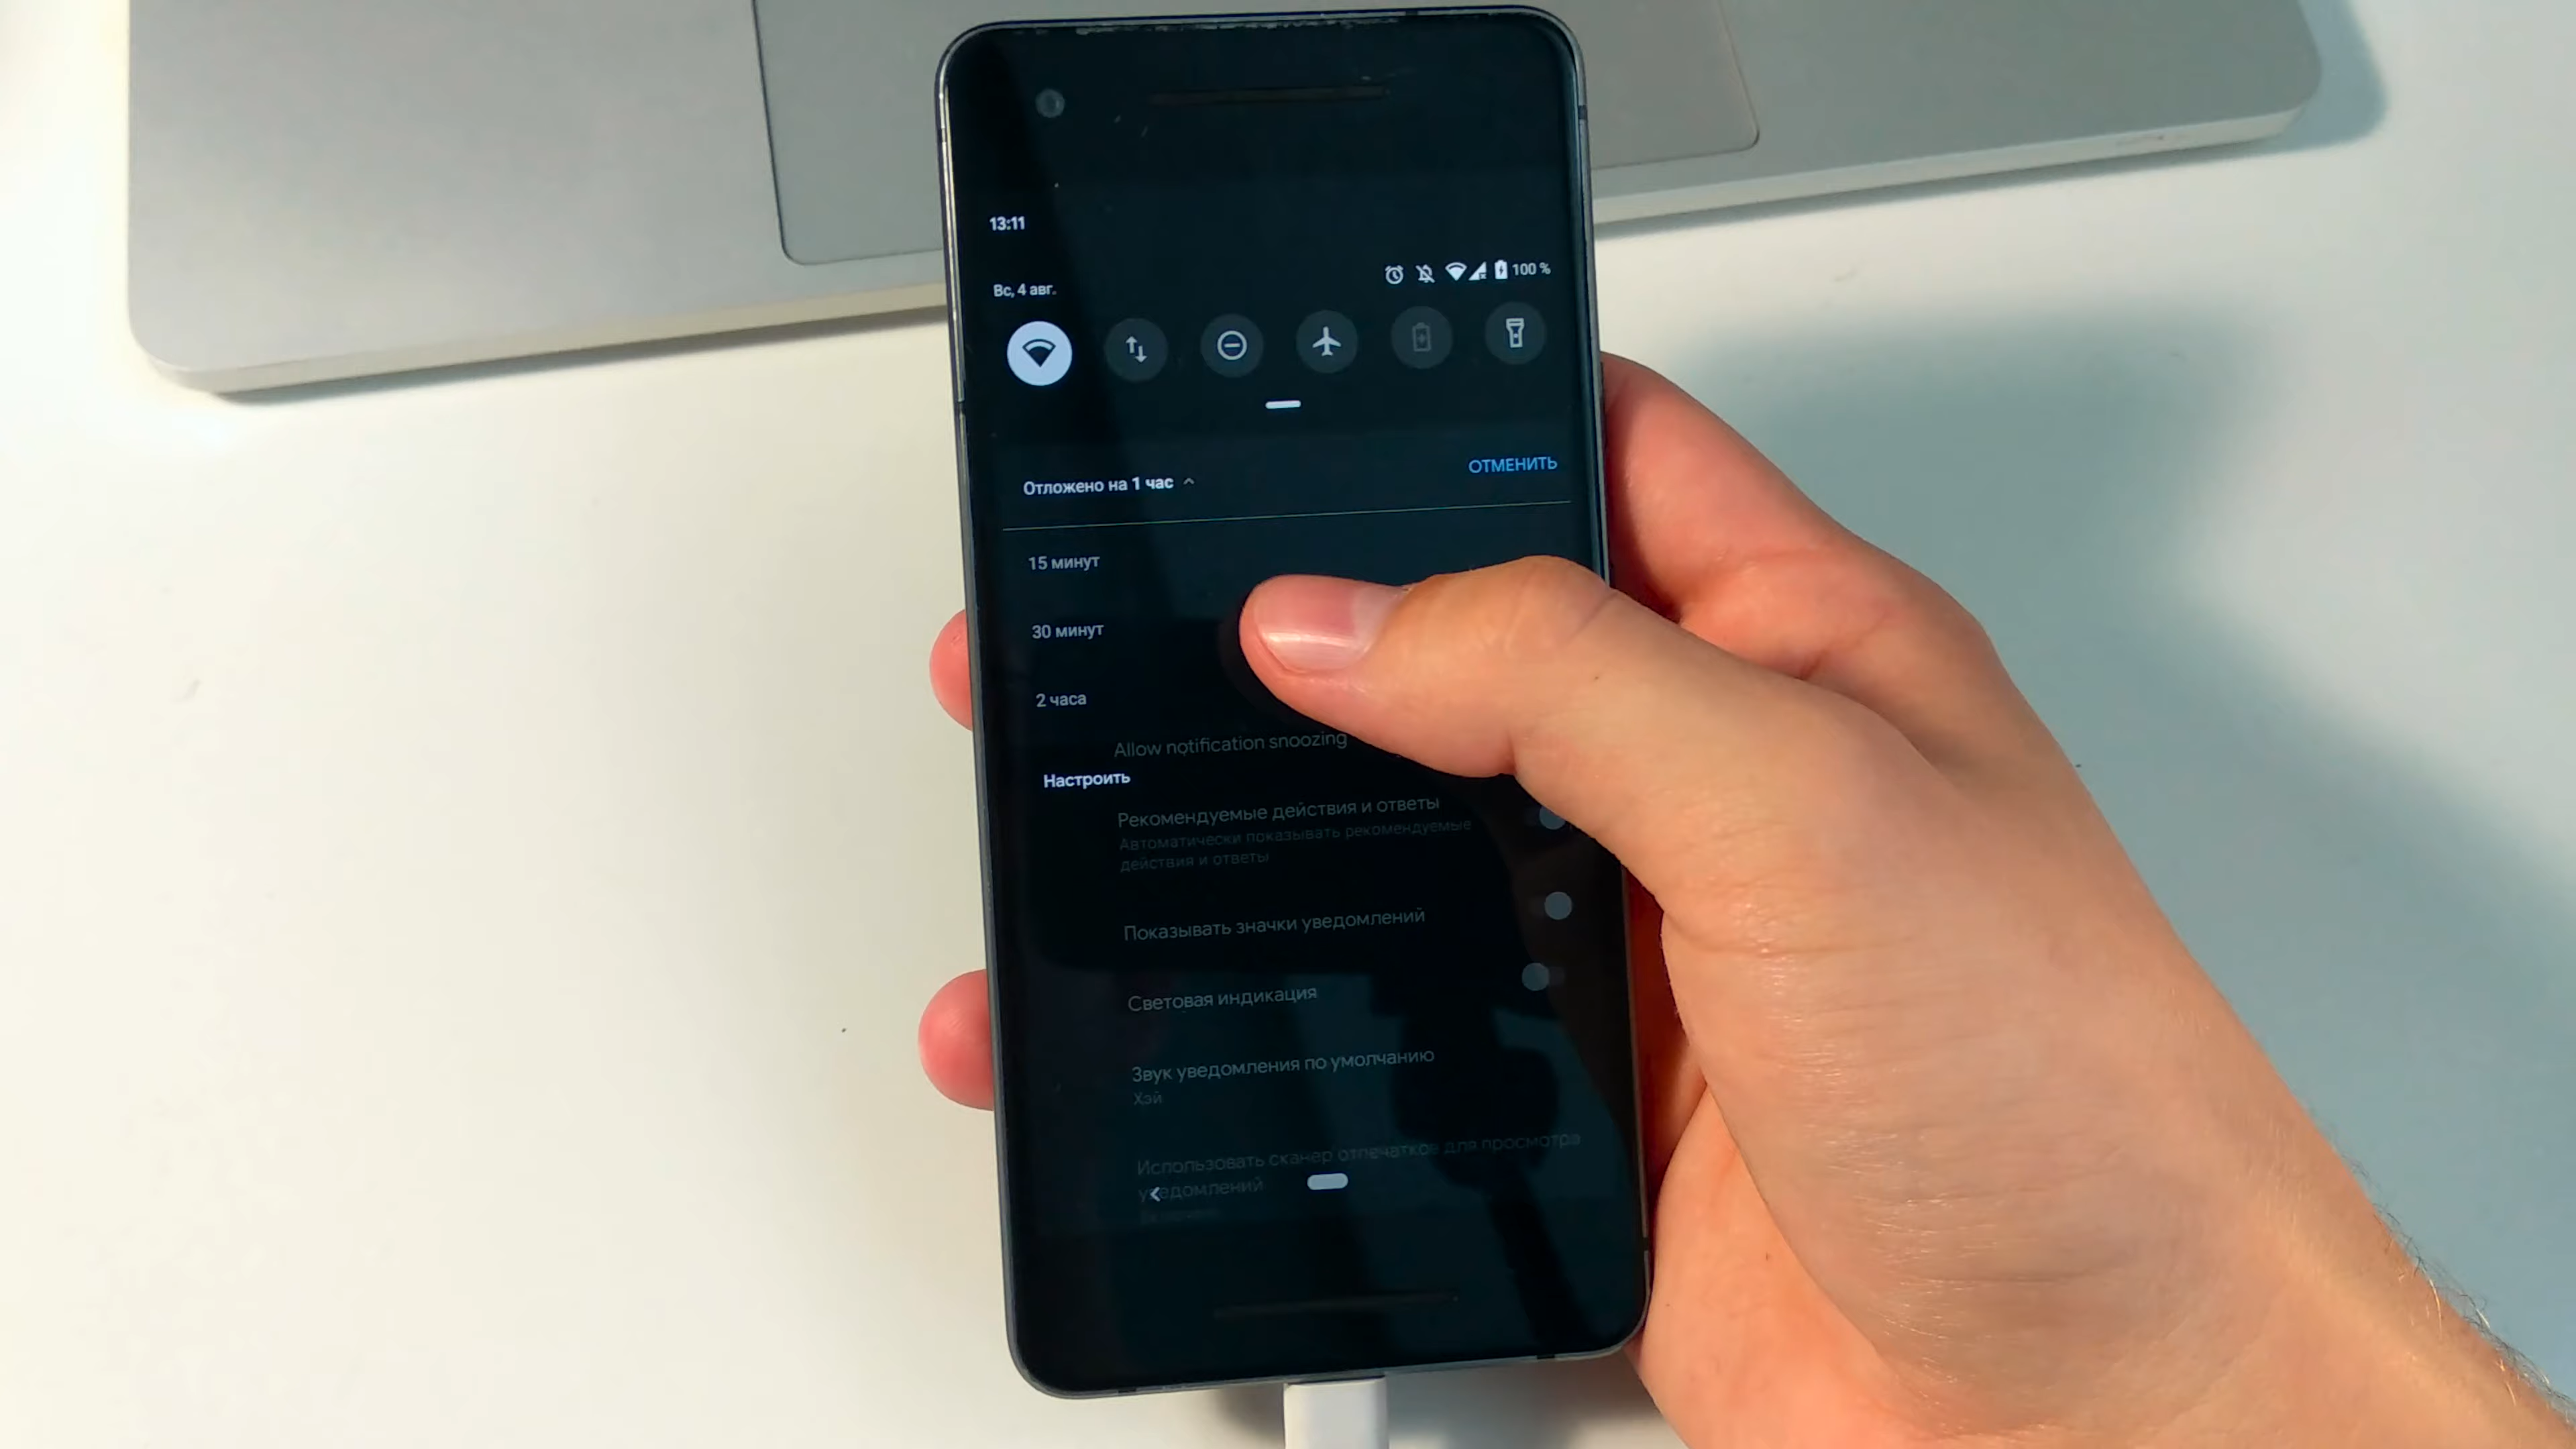 13:11
100 %
Вс, 4 авг.
Отложено на 1 час
ОТМЕНИТЬ
15 минут
30 минут
2 часа
Allow notification snoozing
Настроить
Рекомендуемые действия и ответы
Автоматически показывать рекомендуемые
действия и ответы
Показывать значки уведомлений
Световая индикация
Звук уведомления по умолчанию
Хэй
Использовать сканер отпечатков для просмотра
уведомлений